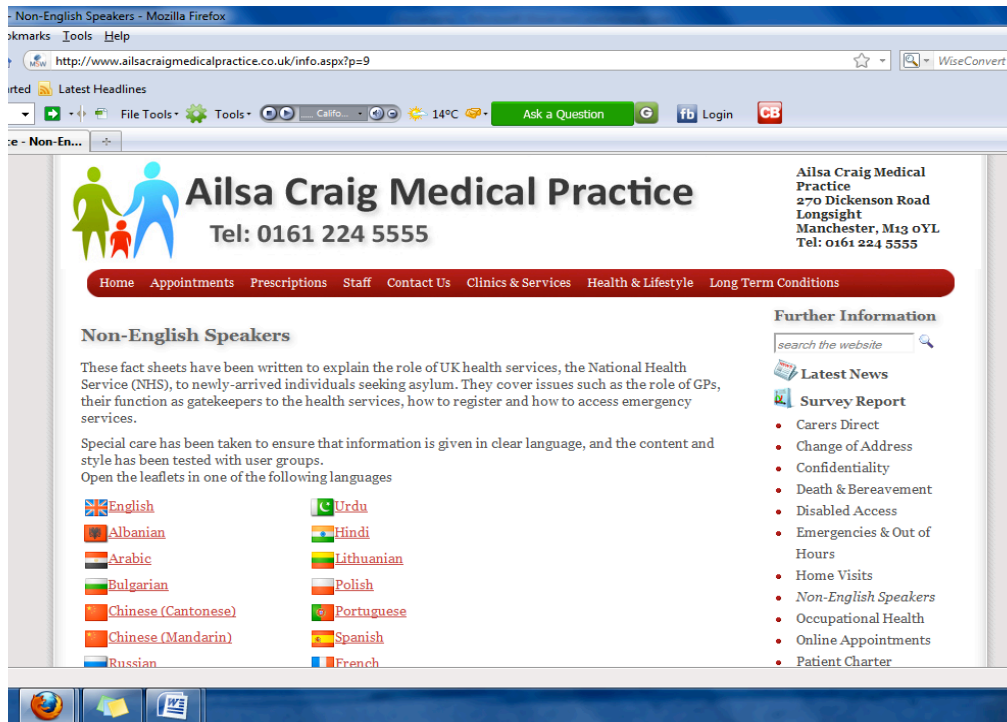 - Non-English Speakers - Mozilla Firefox
okmarks Tools Help
MSW http://www.ailsacraigmedicalpractice.co.uk/info.aspx?p=9 WiseConvert
arted Latest Headlines
File Tools Tools Califo... 14°C Ask a Question G fb Login CB
ce - Non-En...
Ailsa Craig Medical Practice
Tel: 0161 224 5555
Ailsa Craig Medical
Practice
270 Dickenson Road
Longsight
Manchester, M13 0YL
Tel: 0161 224 5555
Home Appointments Prescriptions Staff Contact Us Clinics & Services Health & Lifestyle Long Term Conditions
Non-English Speakers
These fact sheets have been written to explain the role of UK health services, the National Health
Service (NHS), to newly-arrived individuals seeking asylum. They cover issues such as the role of GPs,
their function as gatekeepers to the health services, how to register and how to access emergency
services.
Special care has been taken to ensure that information is given in clear language, and the content and
style has been tested with user groups.
Open the leaflets in one of the following languages
English Urdu
Albanian Hindi
Arabic Lithuanian
Bulgarian Polish
Chinese (Cantonese) Portuguese
Chinese (Mandarin) Spanish
Russian French
Further Information
search the website
Latest News
Survey Report
Carers Direct
Change of Address
Confidentiality
Death & Bereavement
Disabled Access
Emergencies & Out of
Hours
Home Visits
Non-English Speakers
Occupational Health
Online Appointments
Patient Charter